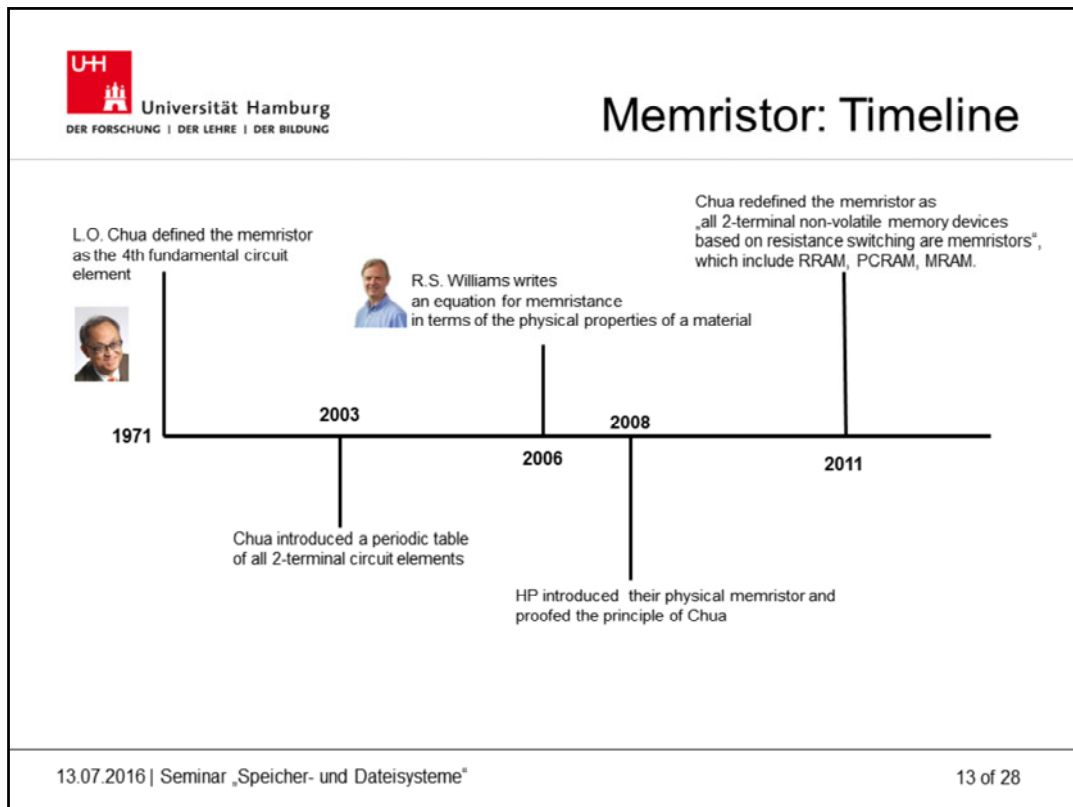 UHH
Universität Hamburg
DER FORSCHUNG | DER LEHRE | DER BILDUNG
Memristor: Timeline
L.O. Chua defined the memristor
as the 4th fundamental circuit
element
R.S. Williams writes
an equation for memristance
in terms of the physical properties of a material
Chua redefined the memristor as
„all 2-terminal non-volatile memory devices
based on resistance switching are memristors“,
which include RRAM, PCRAM, MRAM.
1971
2003
2006
2008
2011
Chua introduced a periodic table
of all 2-terminal circuit elements
HP introduced  their physical memristor and
proofed the principle of Chua
13.07.2016 | Seminar „Speicher- und Dateisysteme“
13 of 28